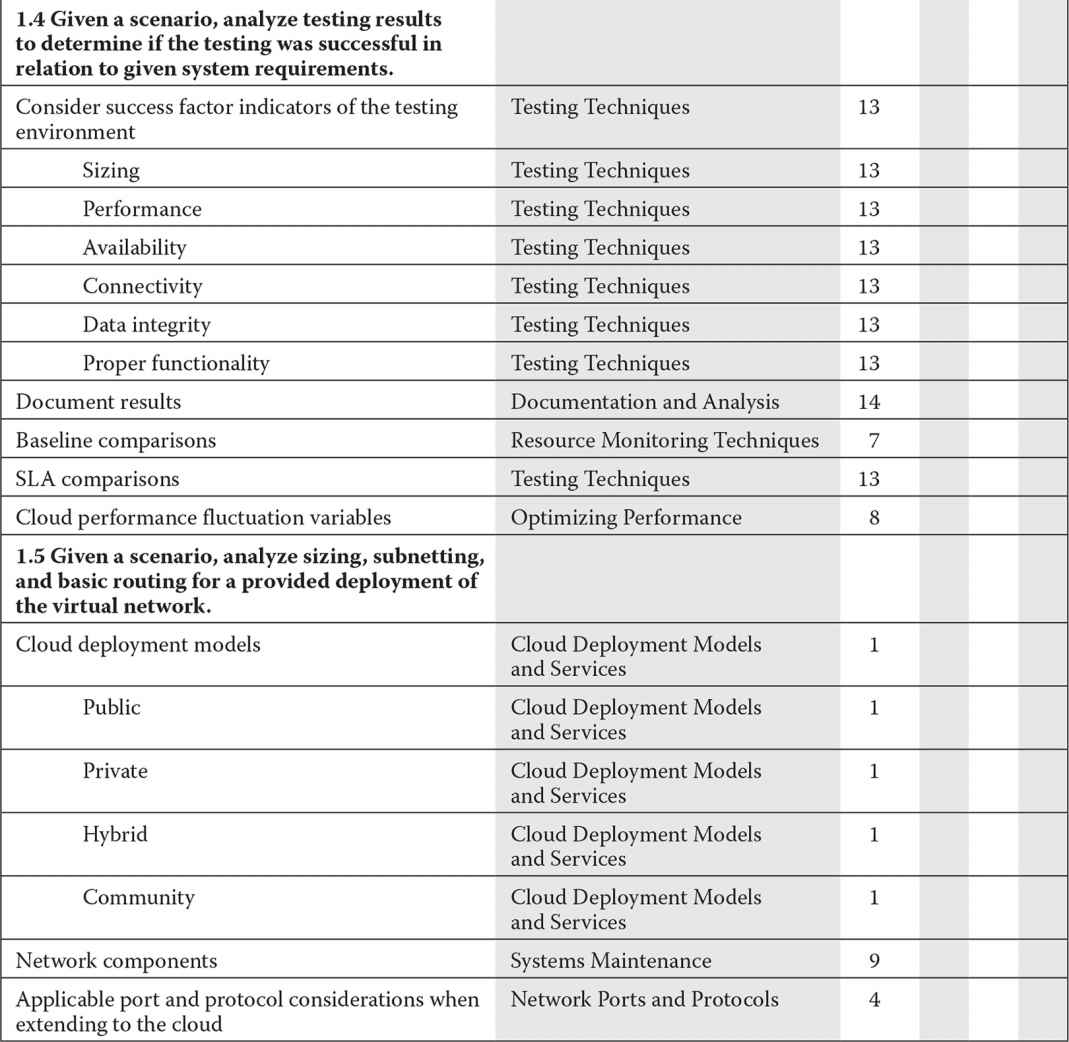 1.4 Given a scenario, analyze testing results
to determine if the testing was successful in
relation to given system requirements.
Consider success factor indicators of the testing
environment
Testing Techniques
13
Sizing
Testing Techniques
13
Performance
Testing Techniques
13
Availability
Testing Techniques
13
Connectivity
Testing Techniques
13
Data integrity
Testing Techniques
13
Proper functionality
Testing Techniques
13
Document results
Documentation and Analysis
14
Baseline comparisons
Resource Monitoring Techniques
7
SLA comparisons
Testing Techniques
13
Cloud performance fluctuation variables
Optimizing Performance
8
1.5 Given a scenario, analyze sizing, subnetting,
and basic routing for a provided deployment of
the virtual network.
Cloud deployment models
Cloud Deployment Models
and Services
1
Public
Cloud Deployment Models
and Services
1
Private
Cloud Deployment Models
and Services
1
Hybrid
Cloud Deployment Models
and Services
1
Community
Cloud Deployment Models
and Services
1
Network components
Systems Maintenance
9
Applicable port and protocol considerations when
extending to the cloud
Network Ports and Protocols
4